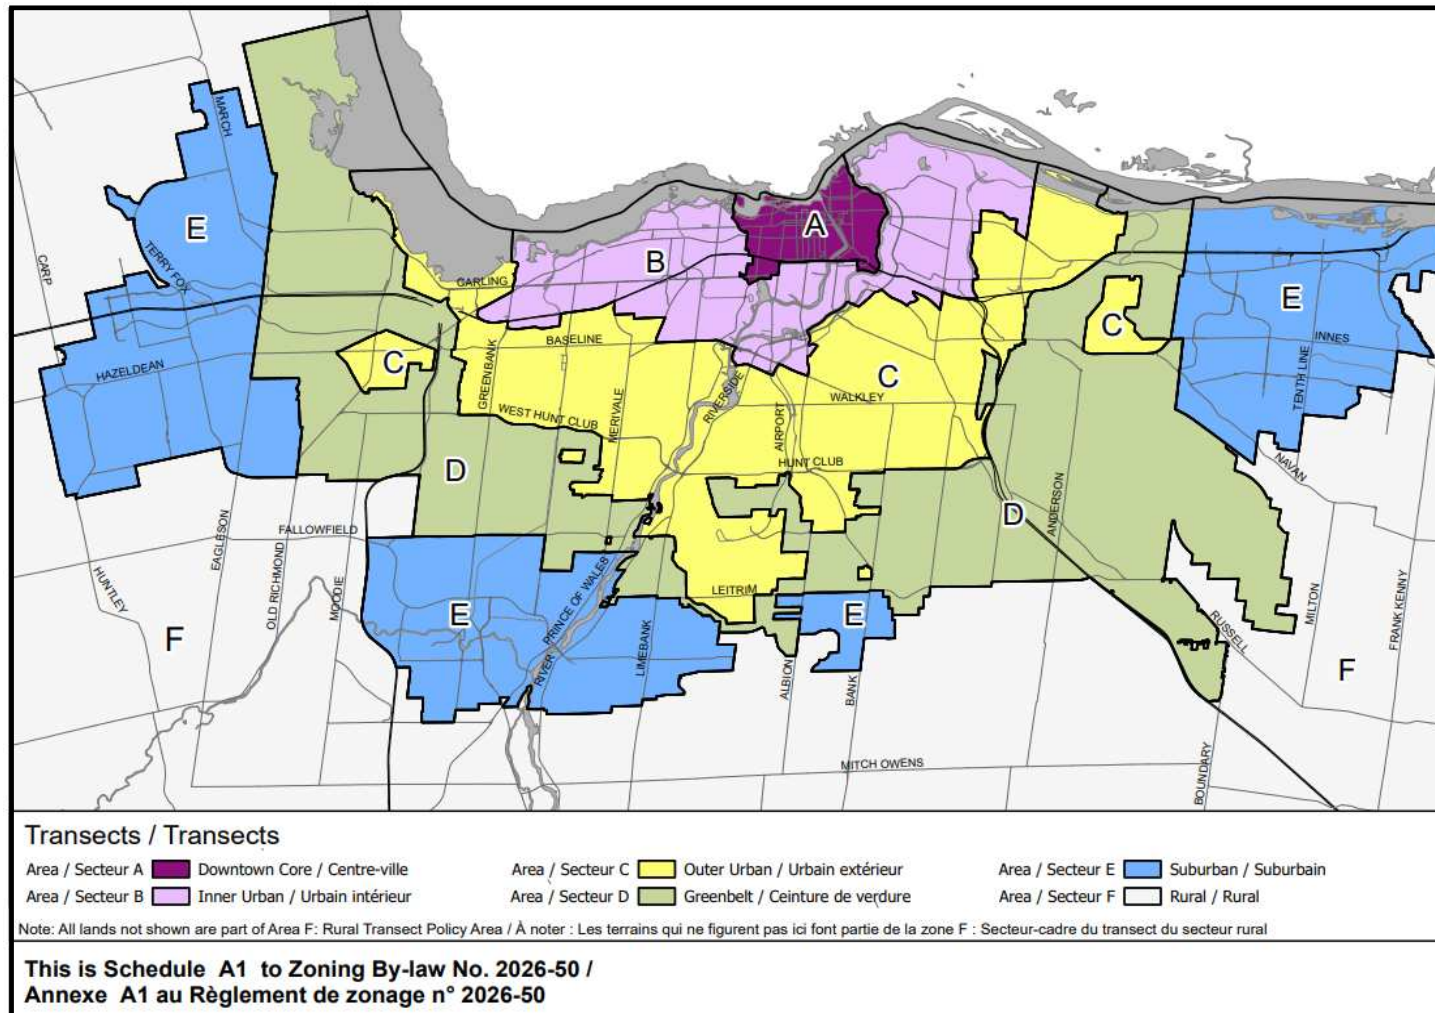 MARCH
E
TERRY FOX
CARP
A
B
CARLING
E
C
INNES
BASELINE
C
HAZELDEAN
GREENBANK
C
TENTH LINE
RIVERSIDE
WALKLEY
WEST HUNT CLUB
MERIVALE
AIRPORT
HUNT CLUB
D
NAVAN
D
ANDERSON
EAGLESON
FALLOWFIELD
OLD RICHMOND
HUNTLEY
MOODIE
PRINCE OF WALES
LEITRIM
E
E
MILTON
FRANK KENNY
RUSSELL
F
LIMEBANK
RIVER
F
ALBION
BANK
MITCH OWENS
BOUNDARY
Transects / Transects
Area / Secteur A Downtown Core / Centre-ville Area / Secteur C Outer Urban / Urbain extérieur Area / Secteur E Suburban / Suburbain
Area / Secteur B Inner Urban / Urbain intérieur Area / Secteur D Greenbelt / Ceinture de verdure Area / Secteur F Rural / Rural
Note: All lands not shown are part of Area F: Rural Transect Policy Area / À noter : Les terrains qui ne figurent pas ici font partie de la zone F : Secteur-cadre du transect du secteur rural
This is Schedule A1 to Zoning By-law No. 2026-50 /
Annexe A1 au Règlement de zonage n° 2026-50